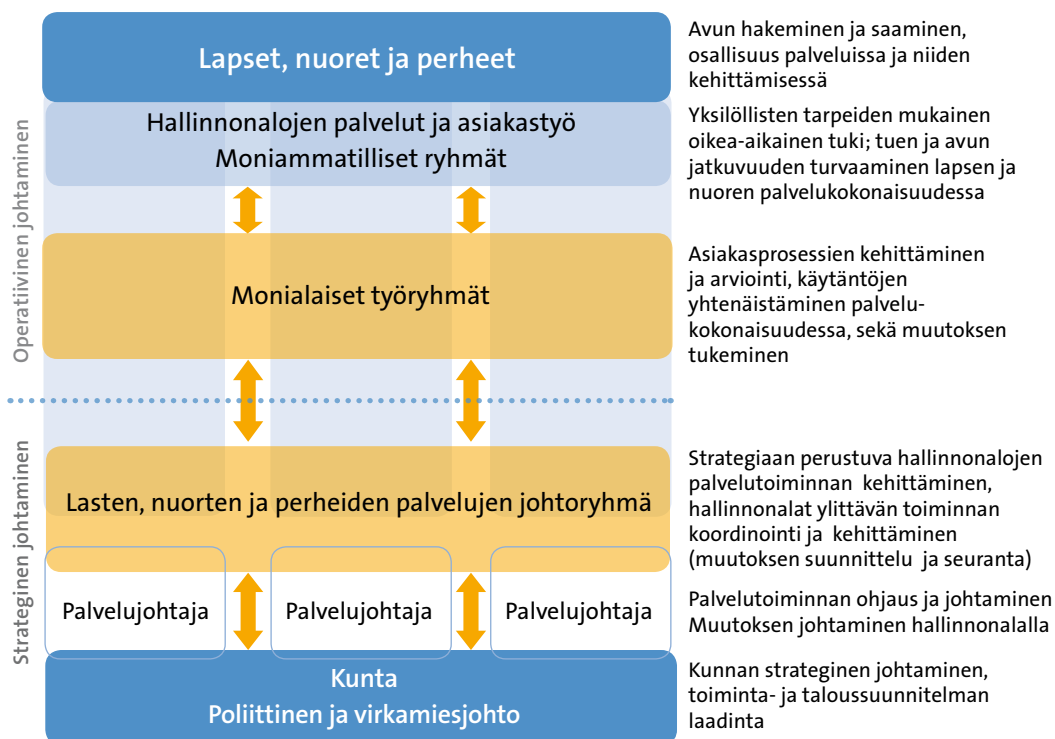 Lapset, nuoret ja perheet
Avun hakeminen ja saaminen,
osallisuus palveluissa ja niiden
kehittämisessä
Operatiivinen johtaminen
Hallinnonalojen palvelut ja asiakastyö
Moniammatilliset ryhmät
Yksilöllisten tarpeiden mukainen
oikea-aikainen tuki; tuen ja avun
jatkuvuuden turvaaminen lapsen ja
nuoren palvelukokonaisuudessa
Monialaiset työryhmät
Asiakasprosessien kehittäminen
ja arviointi, käytäntöjen
yhtenäistäminen palvelu-
kokonaisuudessa, sekä muutoksen
tukeminen
Strateginen johtaminen
Lasten, nuorten ja perheiden palvelujen johtoryhmä
Strategiaan perustuva hallinnonalojen
palvelutoiminnan kehittäminen,
hallinnonalat ylittävän toiminnan
koordinointi ja kehittäminen
(muutoksen suunnittelu ja seuranta)
Palvelujohtaja Palvelujohtaja Palvelujohtaja
Palvelutoiminnan ohjaus ja johtaminen
Muutoksen johtaminen hallinnonalalla
Kunta
Poliittinen ja virkamiesjohto
Kunnan strateginen johtaminen,
toiminta- ja taloussuunnitelman
laadinta